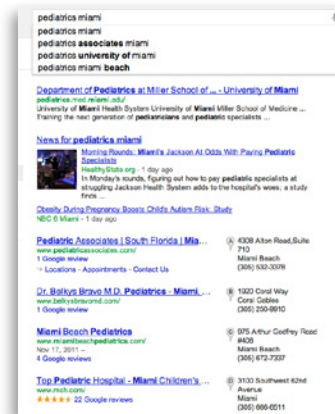 pediatrics miami
pediatrics miami
pediatrics associates miami
pediatrics university of miami
pediatrics miami beach
Department of Pediatrics at Miller School of ... - University of Miami
pediatrics.med.miami.edu/
University of Miami Health System University of Miami Miller School of Medicine ...
Training the next generation of pediatricians and pediatric specialists ...
News for pediatrics miami
Morning Rounds: Miami's Jackson At Odds With Paying Pediatric
Specialists
HealthyState.org - 1 day ago
In Monday's rounds, figuring out how to pay pediatric specialists at
struggling Jackson Health System adds to the hospital's woes; a study
finds ...
Obesity During Pregnancy Boosts Child's Autism Risk: Study
NBC 6 Miami - 1 day ago
Pediatric Associates | South Florida | Mia...
www.pediatricassociates.com/
1 Google review
Locations - Appointments - Contact Us
A 4308 Alton Road,Suite
710
Miami Beach
(305) 532-3378
Dr. Belkys Bravo M.D. Pediatrics - Miami, ...
www.belkysbravomd.com/
1 Google review
B 1920 Coral Way
Coral Gables
(305) 250-9910
Miami Beach Pediatrics
www.miamibeachpediatrics.com/
Nov 17, 2011 –
4 Google reviews
C 975 Arthur Godfrey Road
#408
Miami Beach
(305) 672-7337
Top Pediatric Hospital - Miami Children's ...
www.mch.com/
22 Google reviews
D 3100 Southwest 62nd
Avenue
Miami
(305) 666-6511